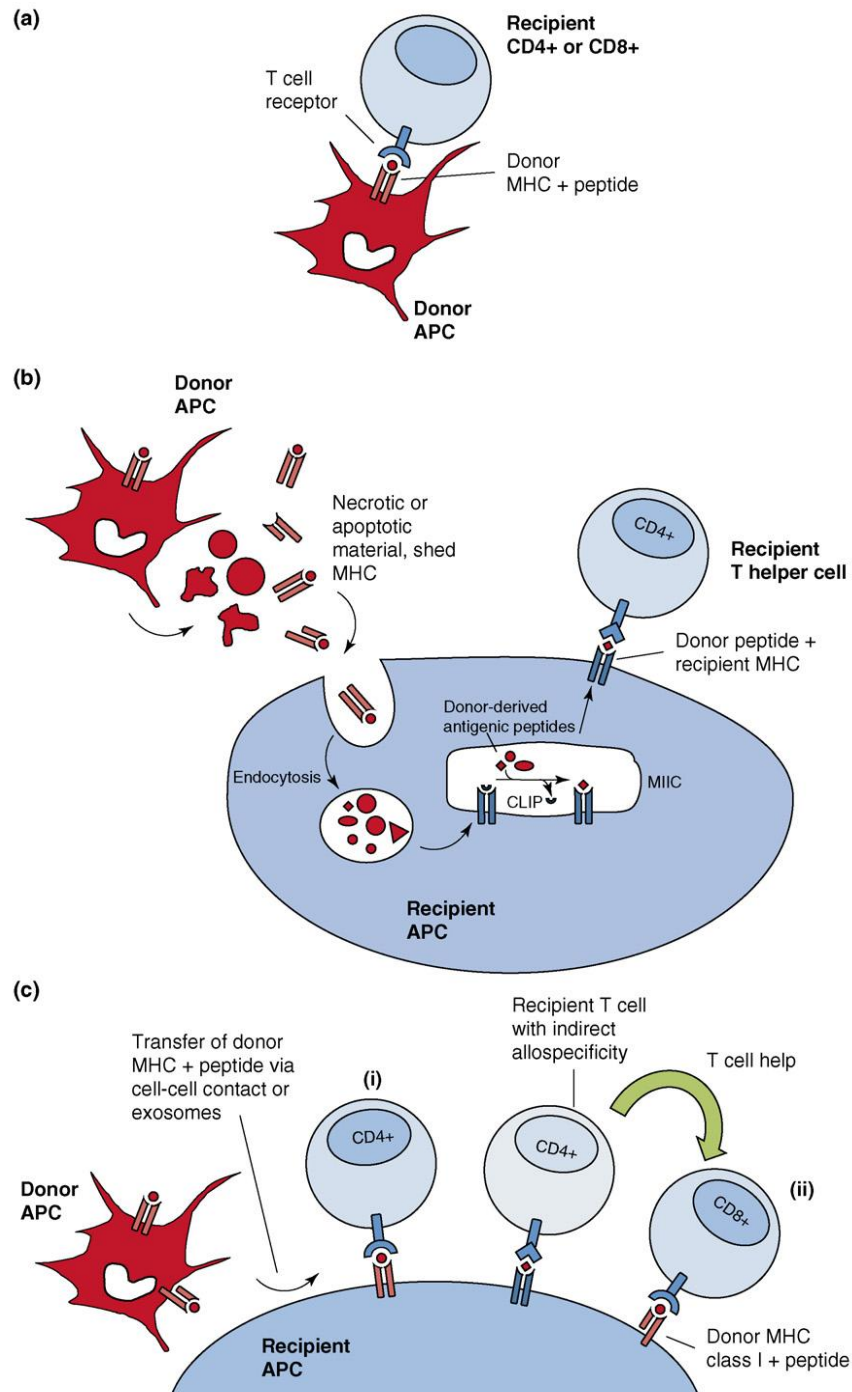 (a)
Recipient
CD4+ or CD8+
T cell
receptor
Donor
MHC + peptide
Donor
APC
(b)
Donor
APC
Necrotic or
apoptotic
material, shed
MHC
CD4+
Recipient
T helper cell
Donor peptide +
recipient MHC
Donor-derived
antigenic peptides
MIIC
Endocytosis
CLIP
Recipient
APC
(c)
Transfer of donor
MHC + peptide via
cell-cell contact or
exosomes
(i)
CD4+
Recipient T cell
with indirect
allospecificity
CD4+
T cell help
(ii)
CD8+
Donor
APC
Recipient
APC
Donor MHC
class I + peptide